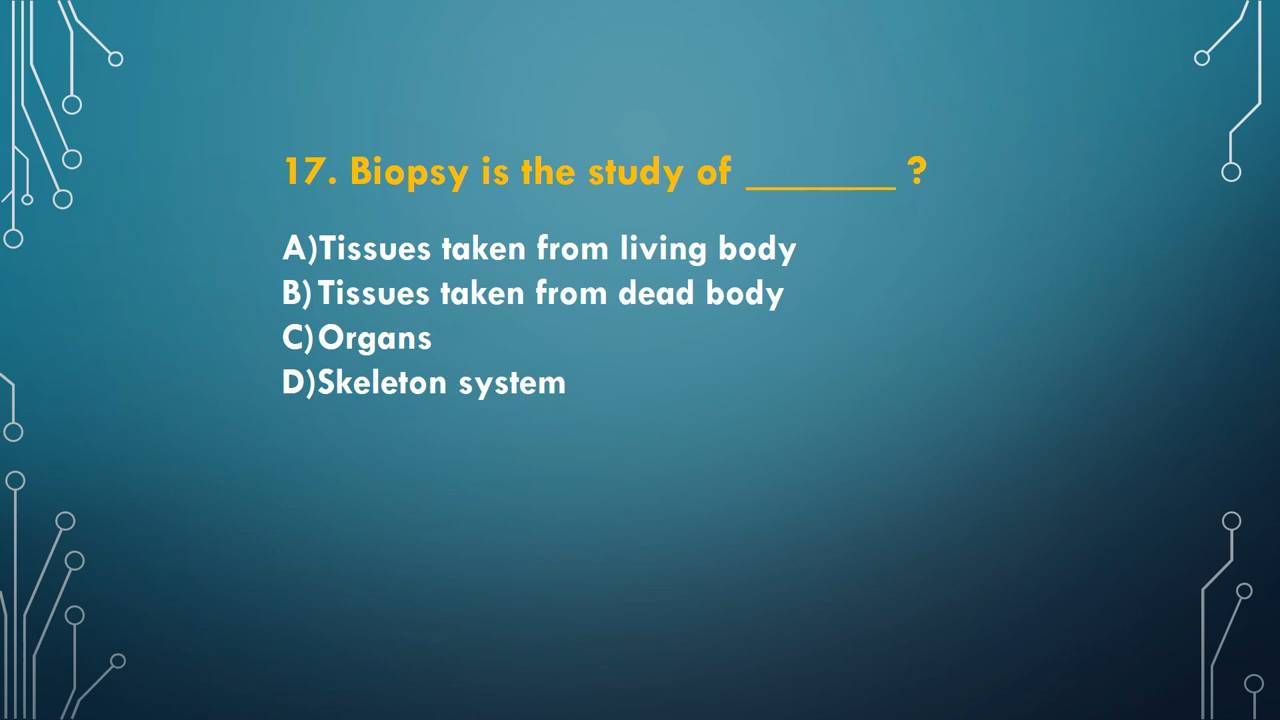 17. Biopsy is the study of ________ ?
A)Tissues taken from living body
B) Tissues taken from dead body
C) Organs
D)Skeleton system